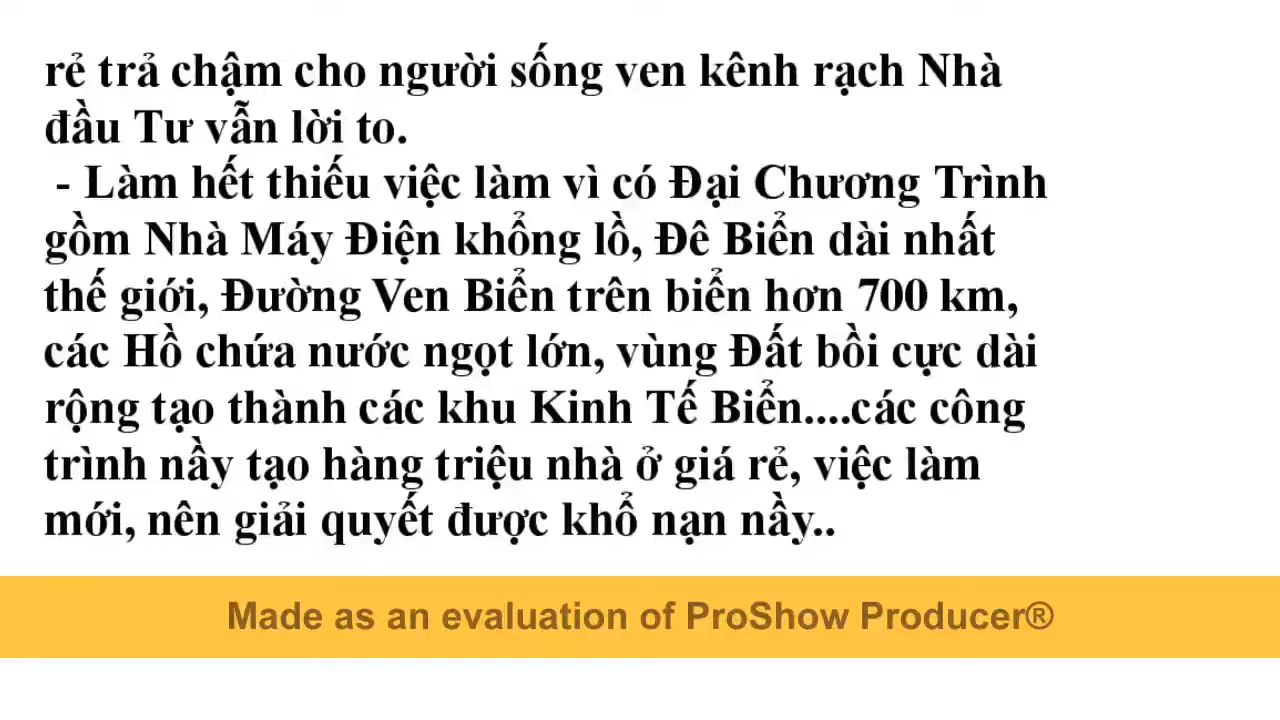 rẻ trả chậm cho người sống ven kênh rạch Nhà
đầu Tư vẫn lời to.
- Làm hết thiếu việc làm vì có Đại Chương Trình
gồm Nhà Máy Điện khổng lồ, Đê Biển dài nhất
thế giới, Đường Ven Biển trên biển hơn 700 km,
các Hồ chứa nước ngọt lớn, vùng Đất bồi cực dài
rộng tạo thành các khu Kinh Tế Biển....các công
trình nầy tạo hàng triệu nhà ở giá rẻ, việc làm
mới, nên giải quyết được khổ nạn nầy..
Made as an evaluation of ProShow Producer®